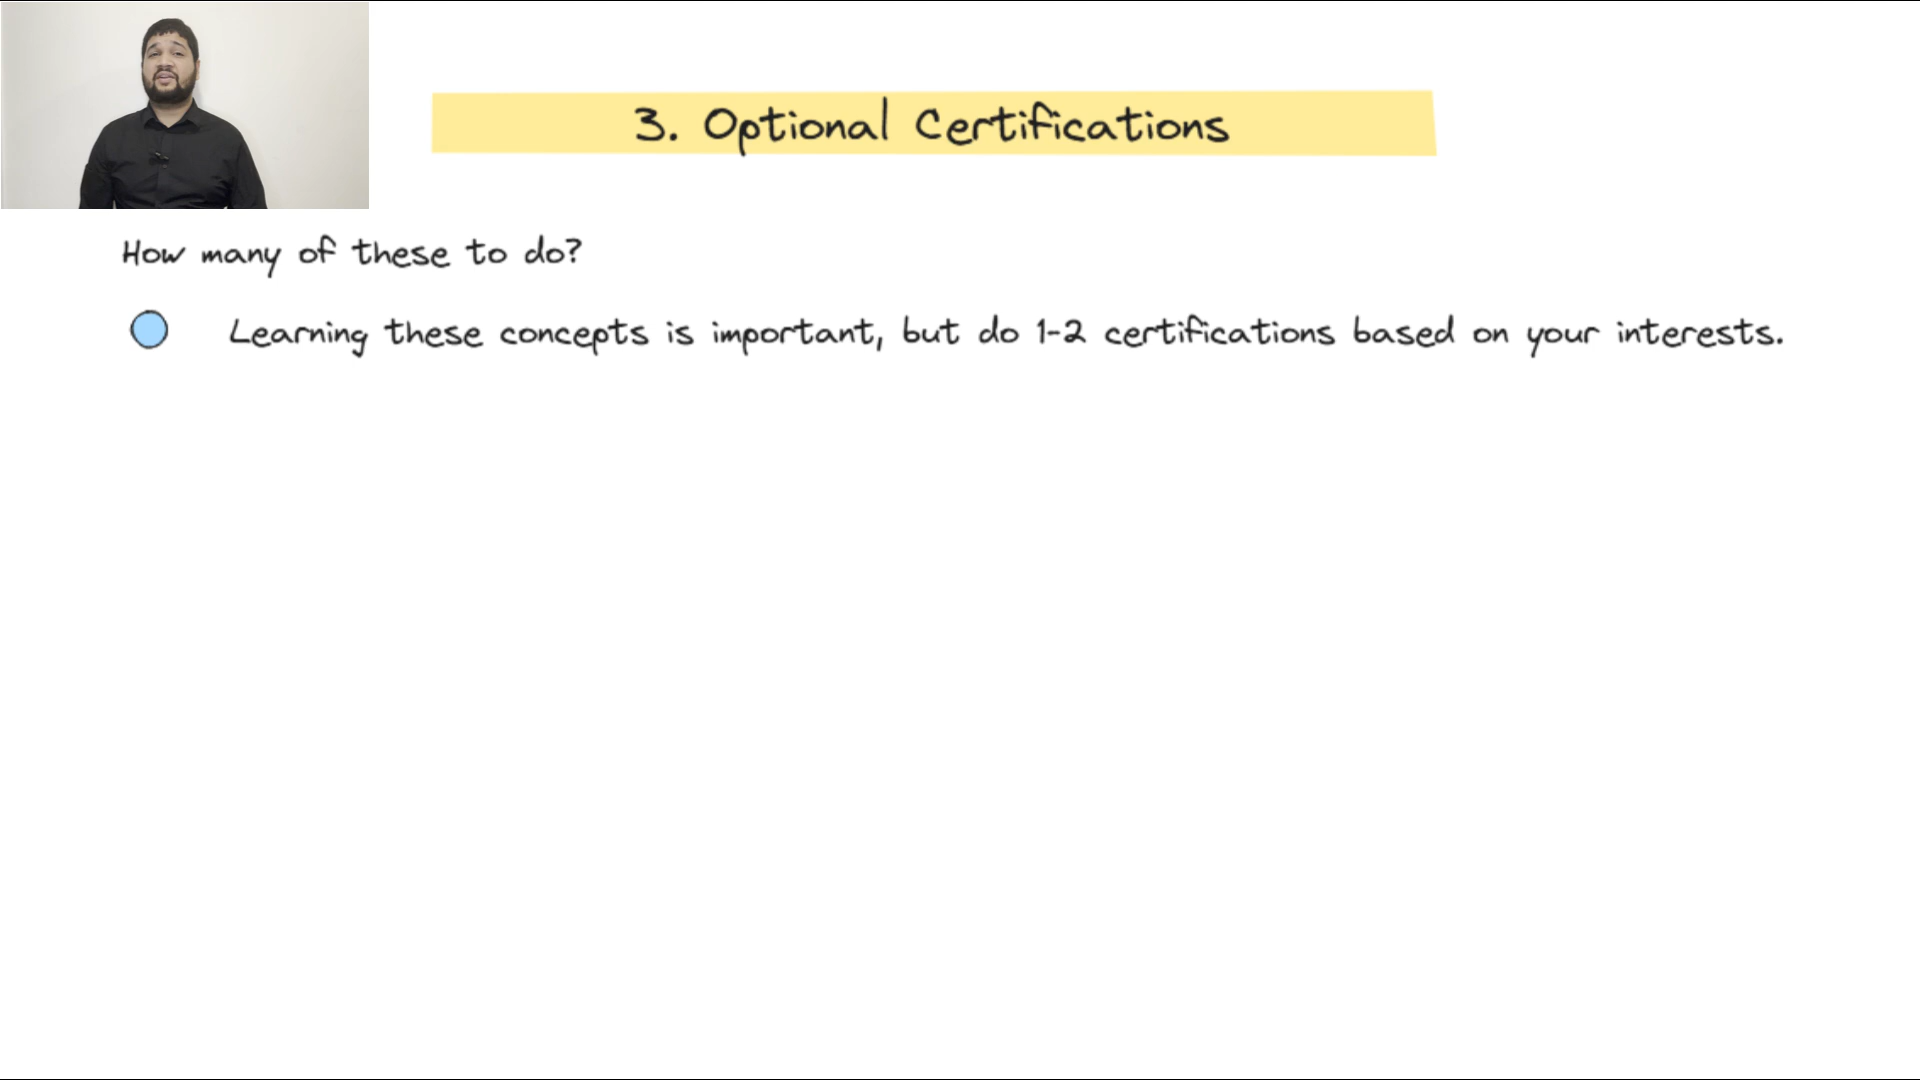 3. Optional Certifications
How many of these to do?
Learning these concepts is important, but do 1-2 certifications based on your interests.